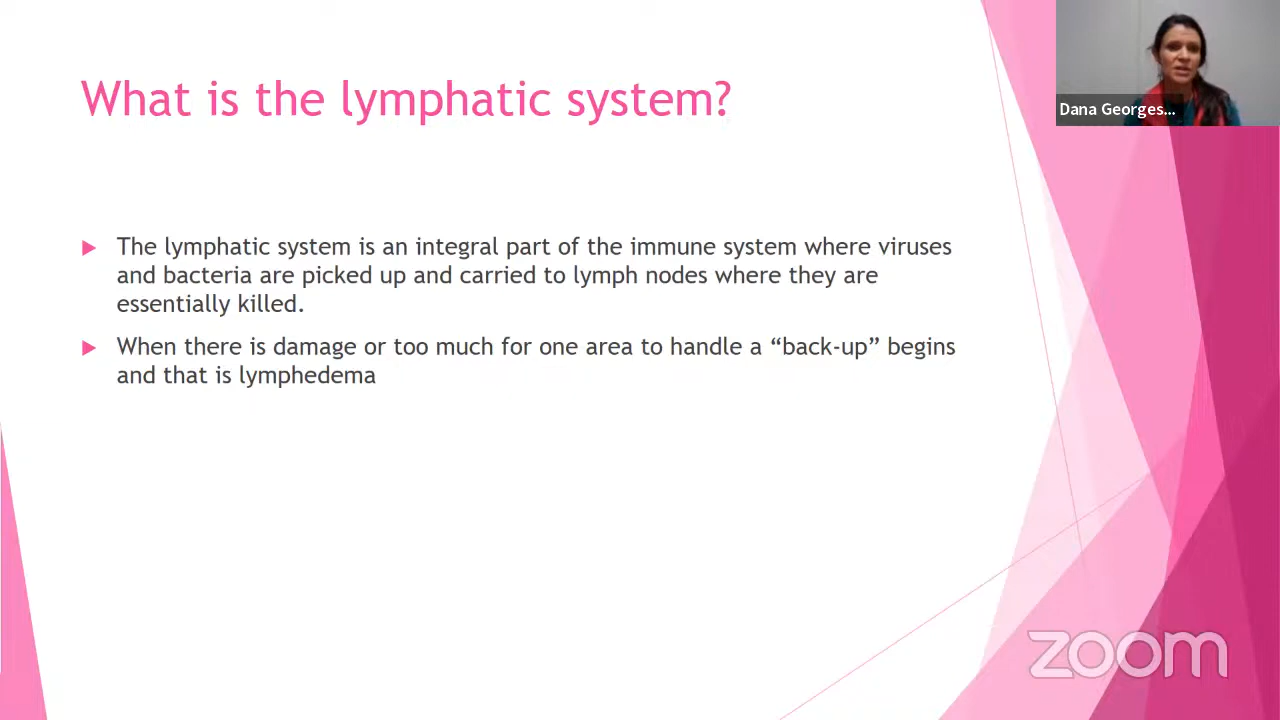 What is the lymphatic system?
Dana Georges...
The lymphatic system is an integral part of the immune system where viruses
and bacteria are picked up and carried to lymph nodes where they are
essentially killed.
When there is damage or too much for one area to handle a “back-up” begins
and that is lymphedema
zoom